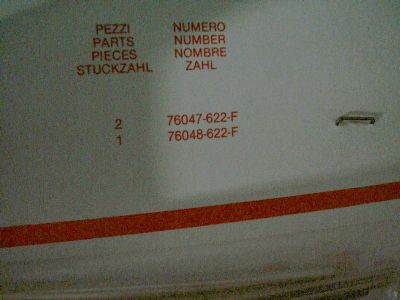 PEZZI NUMERO
PARTS NUMBER
PIECES NOMBRE
STUCKZAHL ZAHL
2 76047-622-F
1 76048-622-F